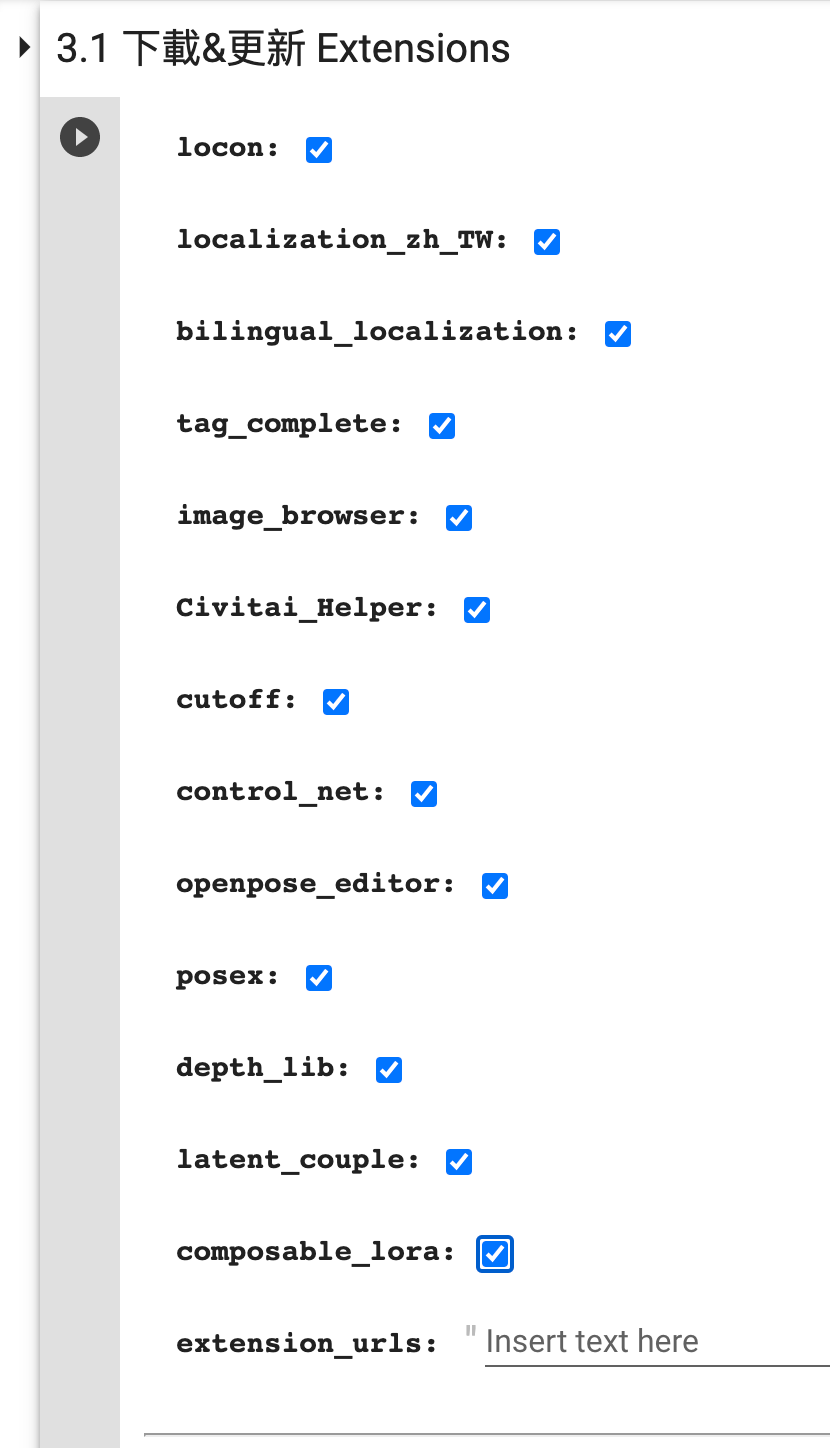 3.1 下載&更新 Extensions
locon:
localization_zh_TW:
bilingual_localization:
tag_complete:
image_browser:
Civitai_Helper:
cutoff:
control_net:
openpose_editor:
posex:
depth_lib:
latent_couple:
composable_lora:
extension_urls: " Insert text here